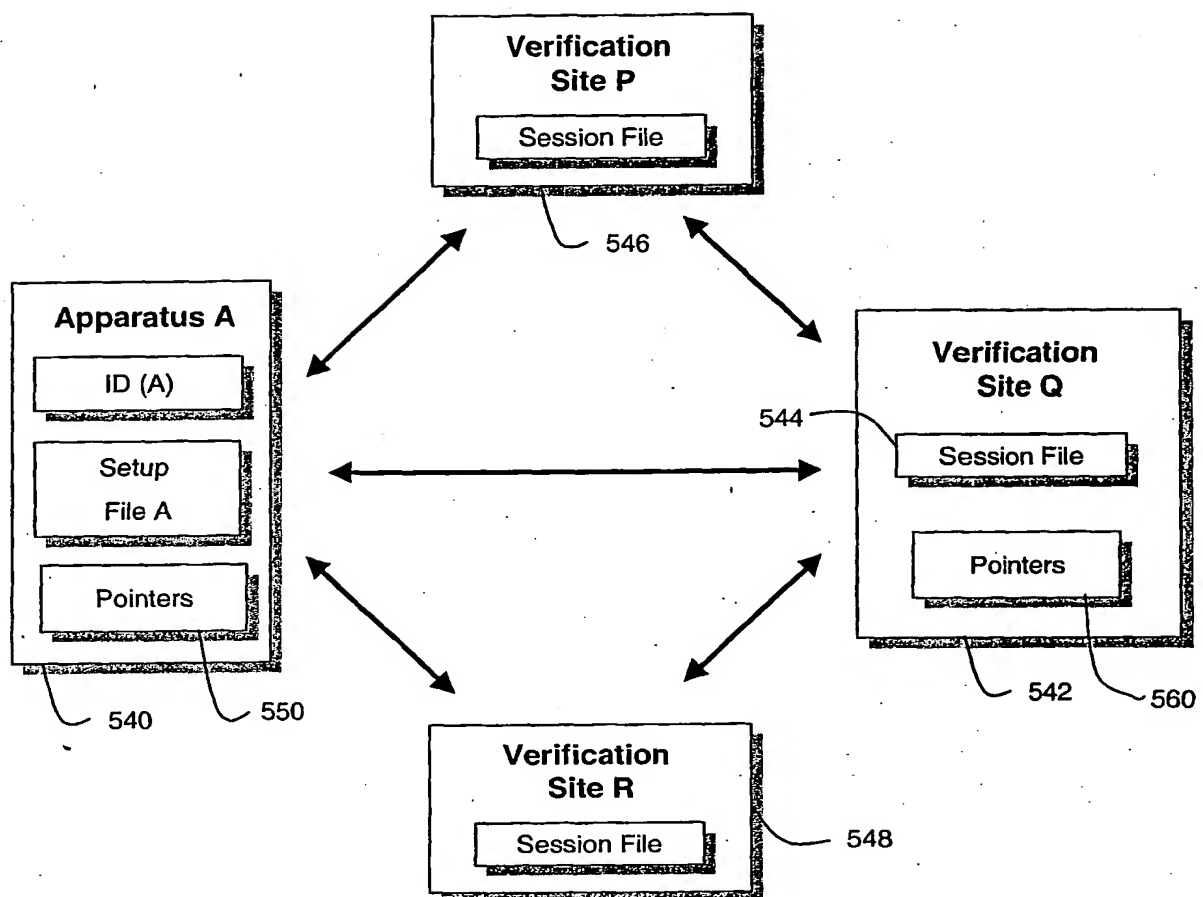 Verification
Site P
Session File
546
Apparatus A
ID (A)
Setup
File A
Pointers
540
550
Verification
Site Q
544
Session File
Pointers
542
560
Verification
Site R
Session File
548